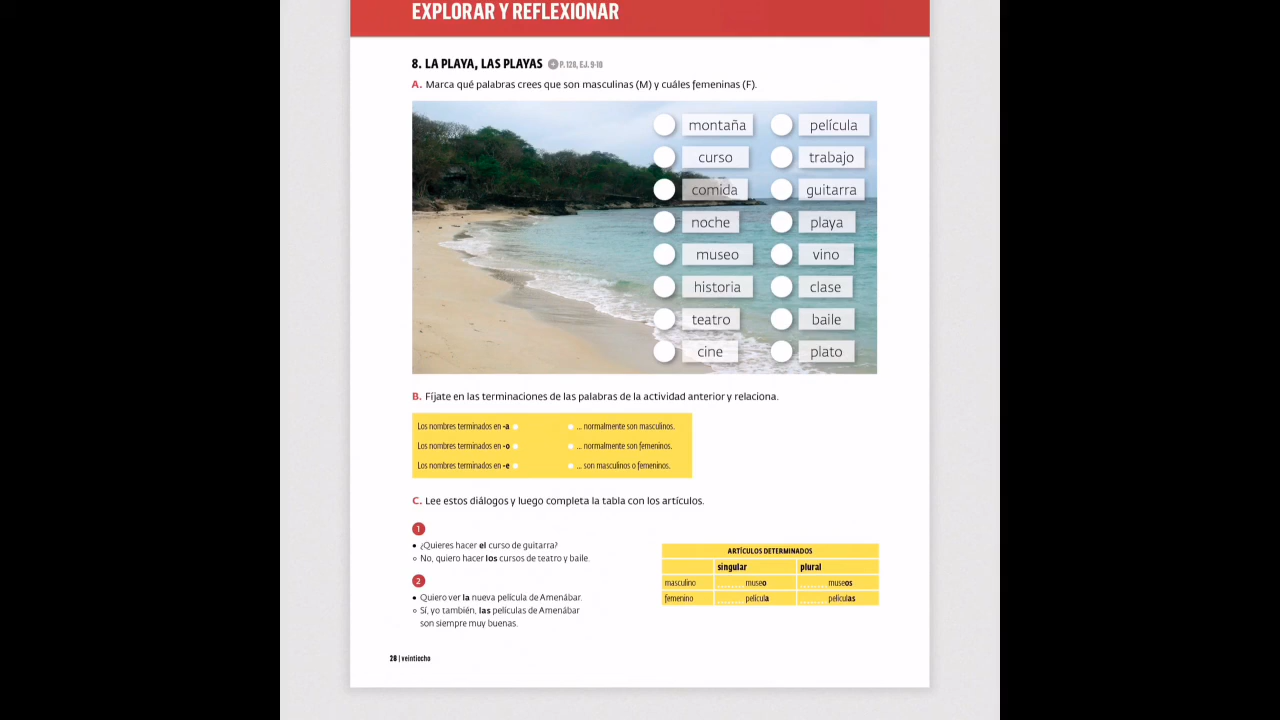 EXPLORAR Y REFLEXIONAR
8. LA PLAYA, LAS PLAYAS + P. 120, EJ. 9-10
A. Marca qué palabras crees que son masculinas (M) y cuáles femeninas (F).
montaña película
curso trabajo
comida guitarra
noche playa
museo vino
historia clase
teatro baile
cine plato
B. Fíjate en las terminaciones de las palabras de la actividad anterior y relaciona.
Los nombres terminados en -a ... normalmente son masculinos.
Los nombres terminados en -o ... normalmente son femeninos.
Los nombres terminados en -e ... son masculinos o femeninos.
C. Lee estos diálogos y luego completa la tabla con los artículos.
1
• ¿Quieres hacer el curso de guitarra?
○ No, quiero hacer los cursos de teatro y baile.
2
• Quiero ver la nueva película de Amenábar.
○ Sí, yo también, las películas de Amenábar
son siempre muy buenas.
ARTÍCULOS DETERMINADOS
singular plural
masculino ........ museo ........ museos
femenino ........ película ........ películas
28 | veintiocho